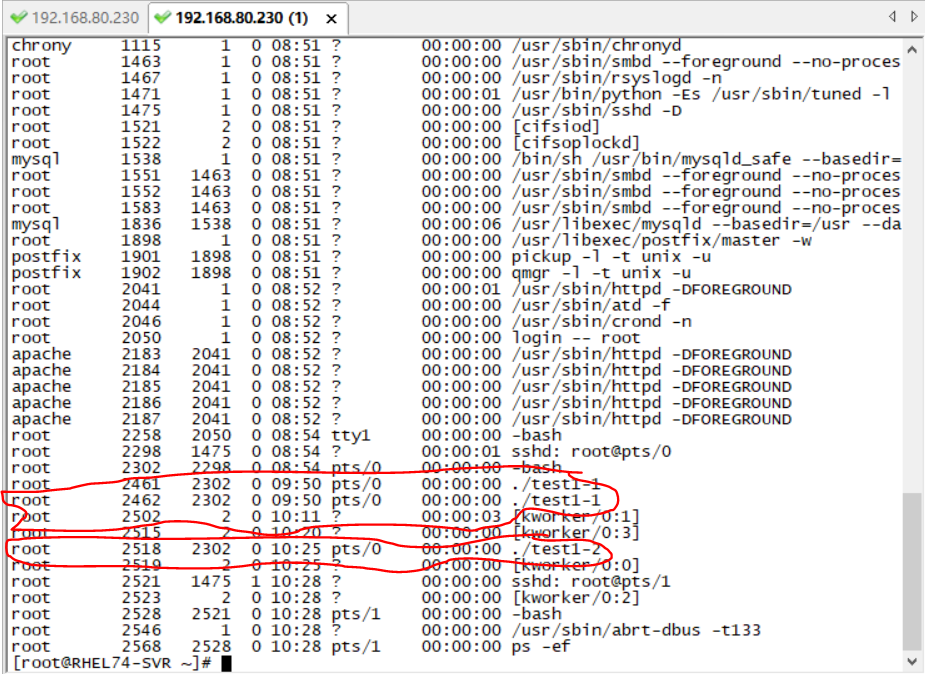 192.168.80.230 192.168.80.230 (1) ×
chrony 1115 1 0 08:51 ? 00:00:00 /usr/sbin/chronyd
root 1463 1 0 08:51 ? 00:00:00 /usr/sbin/smbd --foreground --no-proces
root 1467 1 0 08:51 ? 00:00:00 /usr/sbin/rsyslogd -n
root 1471 1 0 08:51 ? 00:00:01 /usr/bin/python -Es /usr/sbin/tuned -l
root 1475 1 0 08:51 ? 00:00:00 /usr/sbin/sshd -D
root 1521 2 0 08:51 ? 00:00:00 [cifsiod]
root 1522 2 0 08:51 ? 00:00:00 [cifsoplockd]
mysql 1538 1 0 08:51 ? 00:00:00 /bin/sh /usr/bin/mysqld_safe --basedir=
root 1551 1463 0 08:51 ? 00:00:00 /usr/sbin/smbd --foreground --no-proces
root 1552 1463 0 08:51 ? 00:00:00 /usr/sbin/smbd --foreground --no-proces
root 1583 1463 0 08:51 ? 00:00:00 /usr/sbin/smbd --foreground --no-proces
mysql 1836 1538 0 08:51 ? 00:00:06 /usr/libexec/mysqld --basedir=/usr --da
root 1898 1 0 08:51 ? 00:00:00 /usr/libexec/postfix/master -w
postfix 1901 1898 0 08:51 ? 00:00:00 pickup -l -t unix -u
postfix 1902 1898 0 08:51 ? 00:00:00 qmgr -l -t unix -u
root 2041 1 0 08:52 ? 00:00:01 /usr/sbin/httpd -DFOREGROUND
root 2044 1 0 08:52 ? 00:00:00 /usr/sbin/atd -f
root 2046 1 0 08:52 ? 00:00:00 /usr/sbin/crond -n
root 2050 1 0 08:52 ? 00:00:00 login -- root
apache 2183 2041 0 08:52 ? 00:00:00 /usr/sbin/httpd -DFOREGROUND
apache 2184 2041 0 08:52 ? 00:00:00 /usr/sbin/httpd -DFOREGROUND
apache 2185 2041 0 08:52 ? 00:00:00 /usr/sbin/httpd -DFOREGROUND
apache 2186 2041 0 08:52 ? 00:00:00 /usr/sbin/httpd -DFOREGROUND
apache 2187 2041 0 08:52 ? 00:00:00 /usr/sbin/httpd -DFOREGROUND
root 2258 2050 0 08:54 tty1 00:00:00 -bash
root 2298 1475 0 08:54 ? 00:00:01 sshd: root@pts/0
root 2302 2298 0 08:54 pts/0 00:00:00 -bash
root 2461 2302 0 09:50 pts/0 00:00:00 ./test1-1
root 2462 2302 0 09:50 pts/0 00:00:00 ./test1-1
root 2502 2 0 10:11 ? 00:00:03 [kworker/0:1]
root 2515 2 0 10:20 ? 00:00:00 [kworker/0:3]
root 2518 2302 0 10:25 pts/0 00:00:00 ./test1-2
root 2519 2 0 10:25 ? 00:00:00 [kworker/0:0]
root 2521 1475 1 10:28 ? 00:00:00 sshd: root@pts/1
root 2523 2 0 10:28 ? 00:00:00 [kworker/0:2]
root 2528 2521 0 10:28 pts/1 00:00:00 -bash
root 2546 1 0 10:28 ? 00:00:00 /usr/sbin/abrt-dbus -t133
root 2568 2528 0 10:28 pts/1 00:00:00 ps -ef
[root@RHEL74-SVR ~]#